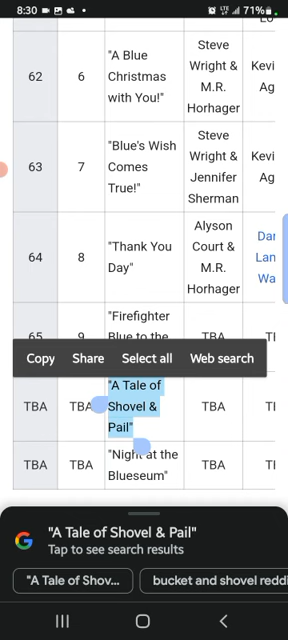 8:30
LTE
71%
Lo
62
6
"A Blue
Christmas
with You!"
Steve
Wright &
M.R.
Horhager
Kevi
Ag
63
7
"Blue's Wish
Comes
True!"
Steve
Wright &
Jennifer
Sherman
Kevi
Ag
64
8
"Thank You
Day"
Alyson
Court &
M.R.
Horhager
Dar
Lan
Wa
65
9
"Firefighter
Blue to the
TBA
Copy Share Select all Web search
TBA
TBA
"A Tale of
Shovel &
Pail"
TBA
TBA
TBA
"Night at the
Blueseum"
TBA
G
"A Tale of Shovel & Pail"
Tap to see search results
"A Tale of Shov...
bucket and shovel reddi